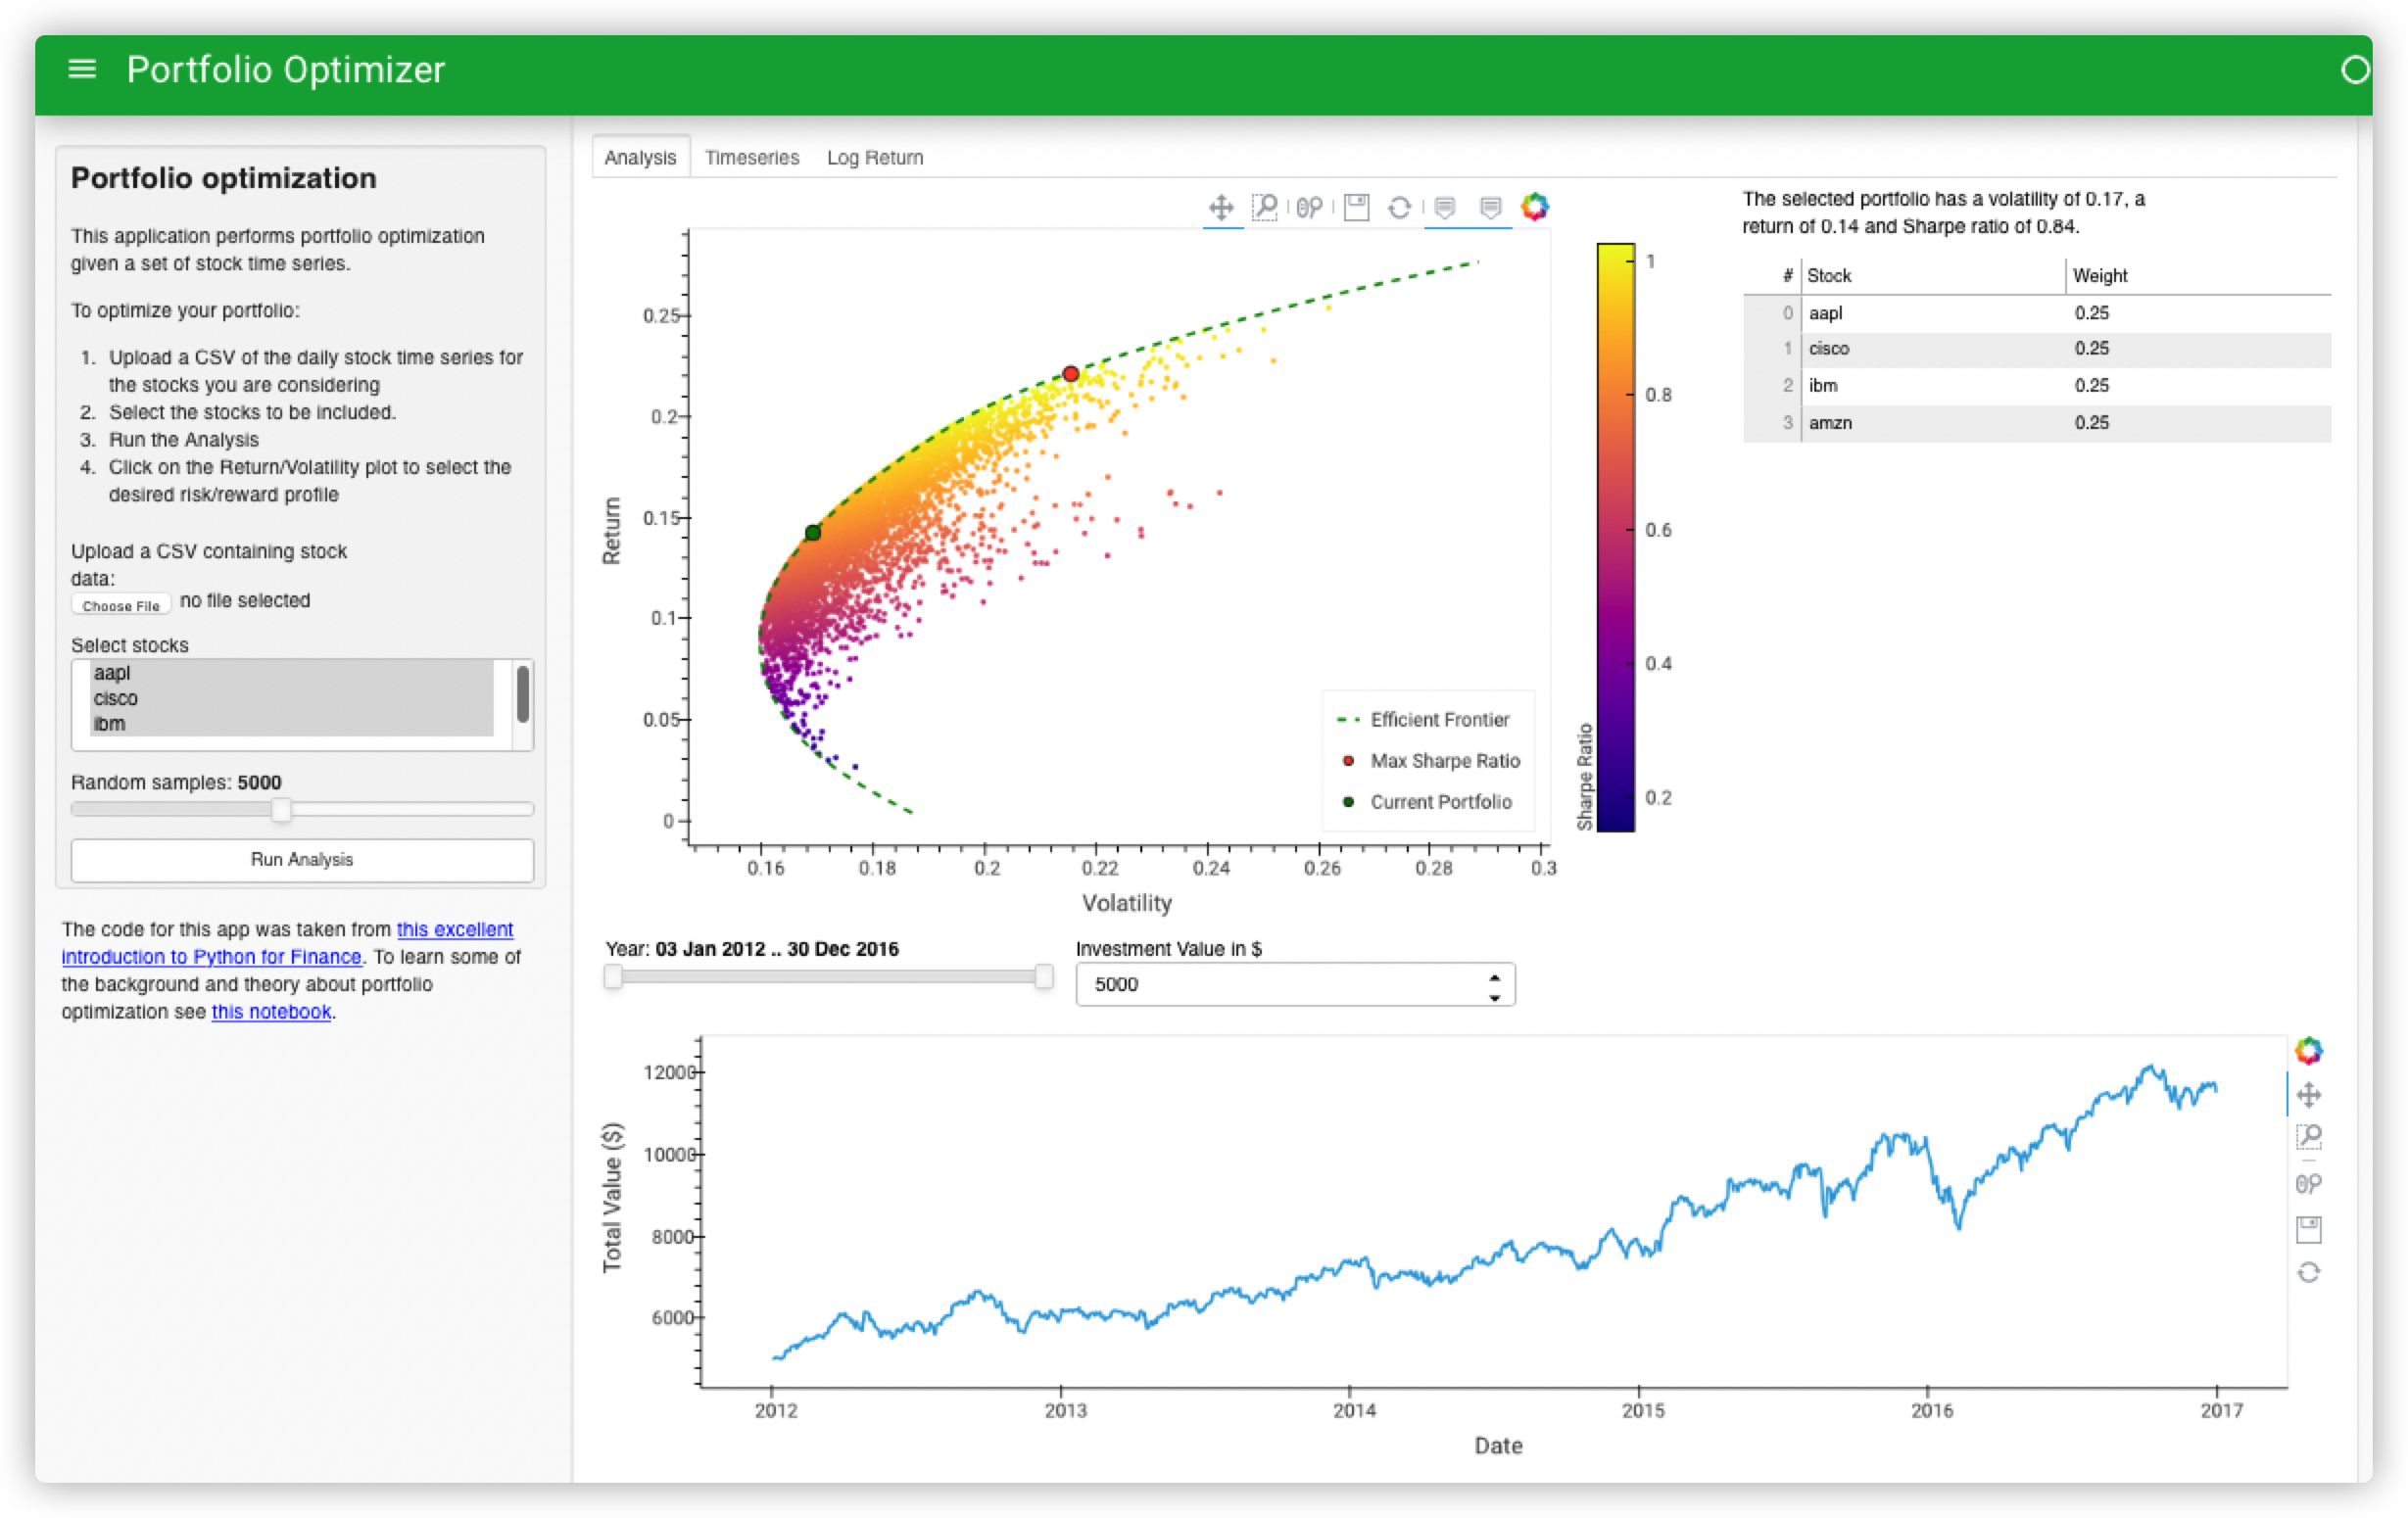 Portfolio Optimizer
Portfolio optimization
This application performs portfolio optimization
given a set of stock time series.
To optimize your portfolio:
1. Upload a CSV of the daily stock time series for
the stocks you are considering
2. Select the stocks to be included.
3. Run the Analysis
4. Click on the Return/Volatility plot to select the
desired risk/reward profile
Upload a CSV containing stock
data:
Choose File no file selected
Select stocks
aapl
cisco
ibm
Random samples: 5000
Run Analysis
The code for this app was taken from this excellent
introduction to Python for Finance. To learn some of
the background and theory about portfolio
optimization see this notebook.
Analysis Timeseries Log Return
Return
0.25
0.2
0.15
0.1
0.05
0
Efficient Frontier
Max Sharpe Ratio
Current Portfolio
0.16 0.18 0.2 0.22 0.24 0.26 0.28 0.3
Volatility
Sharpe Ratio
1
0.8
0.6
0.4
0.2
The selected portfolio has a volatility of 0.17, a
return of 0.14 and Sharpe ratio of 0.84.
# Stock Weight
0 aapl 0.25
1 cisco 0.25
2 ibm 0.25
3 amzn 0.25
Year: 03 Jan 2012 .. 30 Dec 2016
Investment Value in $
5000
Total Value ($)
12000
10000
8000
6000
2012 2013 2014 2015 2016 2017
Date